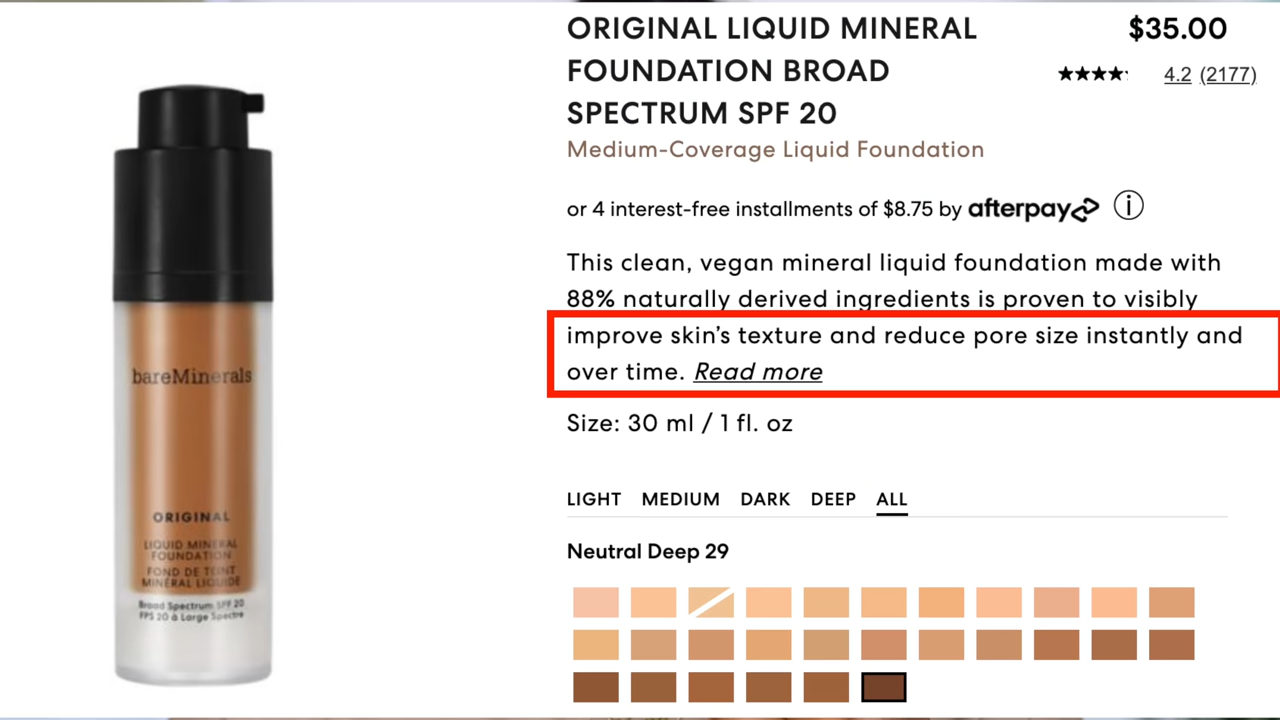 ORIGINAL LIQUID MINERAL
FOUNDATION BROAD
SPECTRUM SPF 20
$35.00
4.2 (2177)
Medium-Coverage Liquid Foundation
or 4 interest-free installments of $8.75 by afterpay
This clean, vegan mineral liquid foundation made with
88% naturally derived ingredients is proven to visibly
improve skin's texture and reduce pore size instantly and
over time. Read more
Size: 30 ml / 1 fl. oz
LIGHT MEDIUM DARK DEEP ALL
Neutral Deep 29
bareMinerals
ORIGINAL
LIQUID MINERAL
FOUNDATION
FOND DE TEINT
MINÉRAL LIQUIDE
Broad Spectrum SPF 20
FPS 20 à Large Spectre